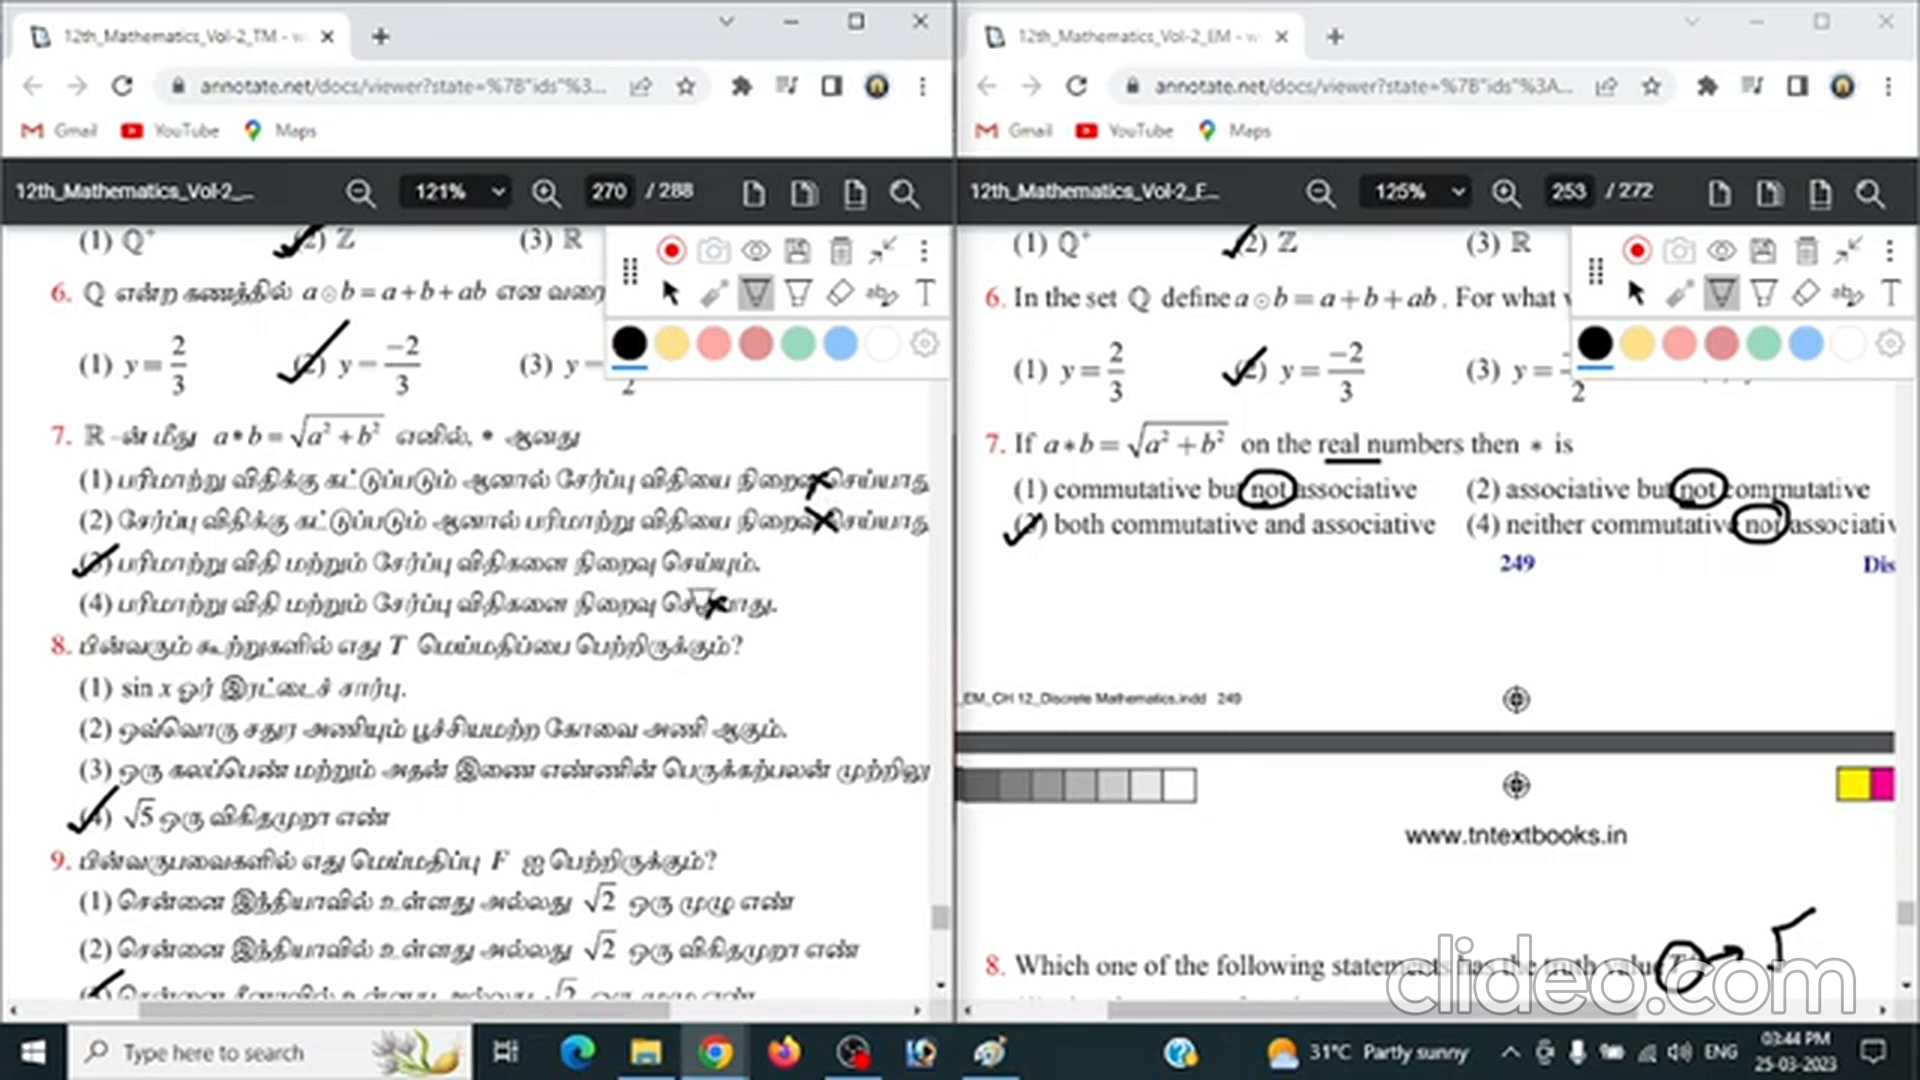 12th_Mathematics_Vol-2_TM - w
annotate.net/docs/viewer?state=%7B"ids"%3...
Gmail YouTube Maps
12th_Mathematics_Vol-2_... 121% 270 / 288
(1) ℚ⁺ (2) ℤ (3) ℝ
6. ℚ என்ற கணத்தில் a⊙b = a+b+ab என வரை
(1) y = 2/3 (2) y = -2/3 (3) y =
7. ℝ-ன் மீது a*b = √(a²+b²) எனில், * ஆனது
(1) பரிமாற்று விதிக்கு கட்டுப்படும் ஆனால் சேர்ப்பு விதியை நிறைவு செய்யாது
(2) சேர்ப்பு விதிக்கு கட்டுப்படும் ஆனால் பரிமாற்று விதியை நிறைவு செய்யாது
(3) பரிமாற்று விதி மற்றும் சேர்ப்பு விதிகளை நிறைவு செய்யும்.
(4) பரிமாற்று விதி மற்றும் சேர்ப்பு விதிகளை நிறைவு செய்யாது.
8. பின்வரும் கூற்றுகளில் எது T மெய்மதிப்பை பெற்றிருக்கும்?
(1) sin x ஓர் இரட்டைச் சார்பு.
(2) ஒவ்வொரு சதுர அணியும் பூச்சியமற்ற கோவை அணி ஆகும்.
(3) ஒரு கலப்பெண் மற்றும் அதன் இணை எண்ணின் பெருக்கற்பலன் முற்றிலு
(4) √5 ஒரு விகிதமுறா எண்
9. பின்வருபவைகளில் எது மெய்மதிப்பு F ஐ பெற்றிருக்கும்?
(1) சென்னை இந்தியாவில் உள்ளது அல்லது √2 ஒரு முழு எண்
(2) சென்னை இந்தியாவில் உள்ளது அல்லது √2 ஒரு விகிதமுறா எண்
சென்னை சீனாவில் உள்ளது அல்லது √2 ஒரு முழு எண்
12th_Mathematics_Vol-2_EM - w
annotate.net/docs/viewer?state=%7B"ids"%3A...
Gmail YouTube Maps
12th_Mathematics_Vol-2_E... 125% 253 / 272
(1) ℚ⁺ (2) ℤ (3) ℝ
6. In the set ℚ define a⊙b = a+b+ab. For what
(1) y = 2/3 (2) y = -2/3 (3) y =
7. If a*b = √(a²+b²) on the real numbers then * is
(1) commutative but not associative (2) associative but not commutative
(3) both commutative and associative (4) neither commutative nor associativ
249 Dis
_EM_CH 12_Discrete Mathematics.indd 249
www.tntextbooks.in
8. Which one of the following statements has the truth value T
clideo.com
Type here to search 31°C Partly sunny ENG 03:44 PM
25-03-2023